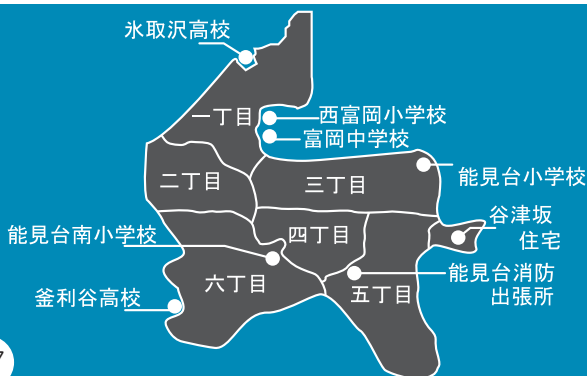 氷取沢高校
一丁目
西富岡小学校
富岡中学校
二丁目
三丁目
能見台小学校
谷津坂
住宅
能見台南小学校
四丁目
六丁目
五丁目
能見台消防
出張所
釜利谷高校